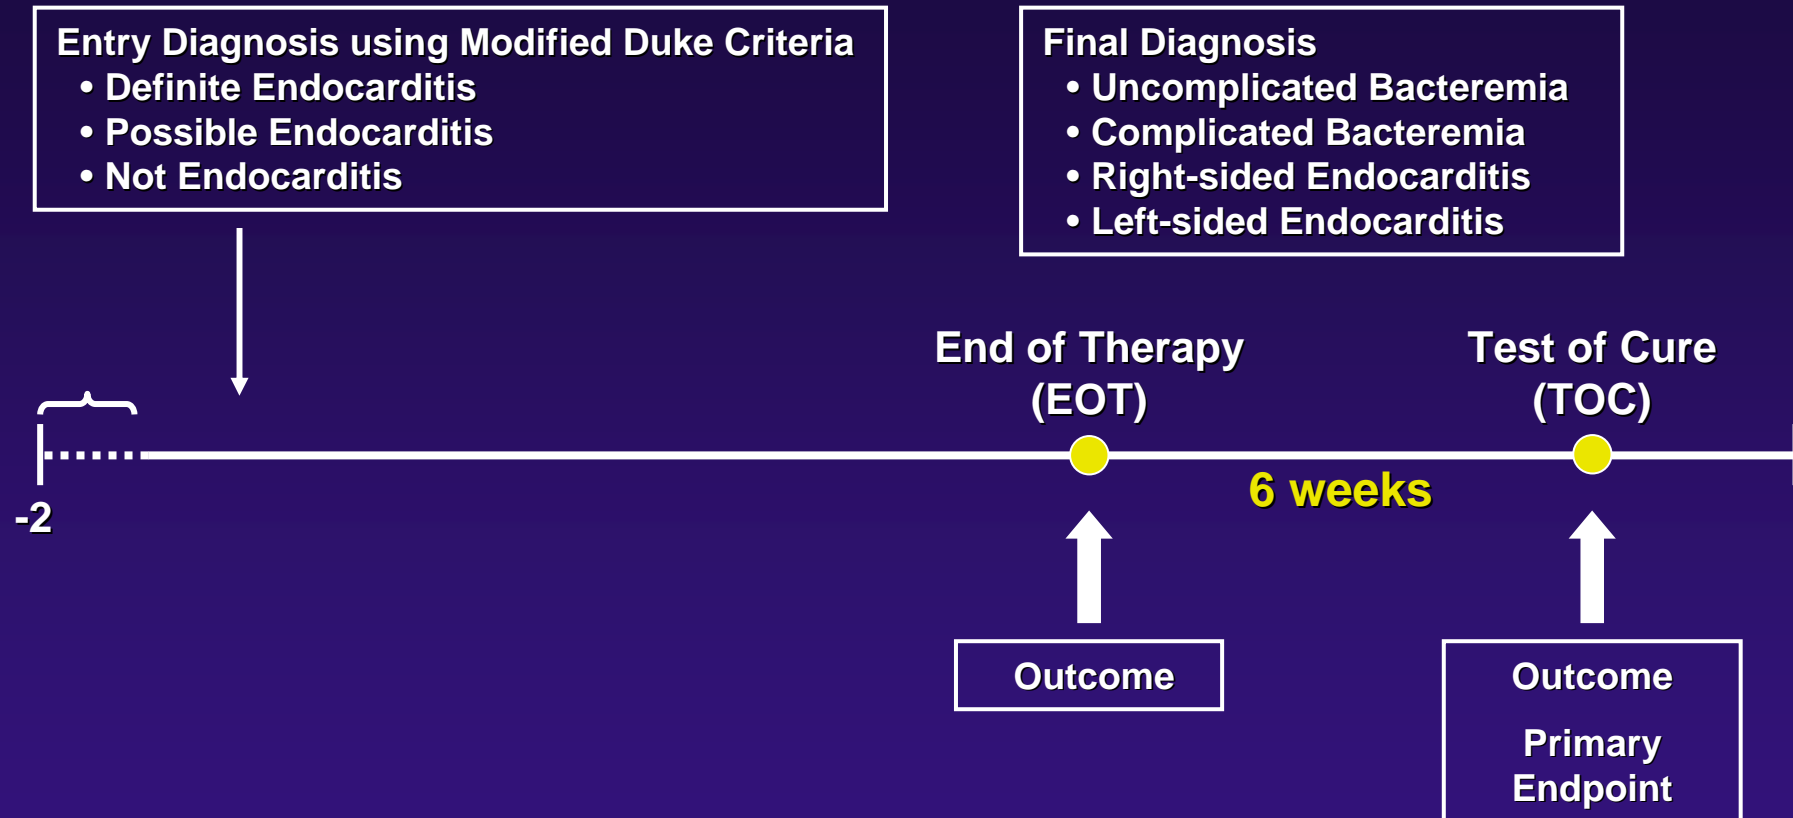 Entry Diagnosis using Modified Duke Criteria
• Definite Endocarditis
• Possible Endocarditis
• Not Endocarditis
Final Diagnosis
• Uncomplicated Bacteremia
• Complicated Bacteremia
• Right-sided Endocarditis
• Left-sided Endocarditis
End of Therapy
(EOT)
Test of Cure
(TOC)
-2
6 weeks
Outcome
Outcome
Primary
Endpoint